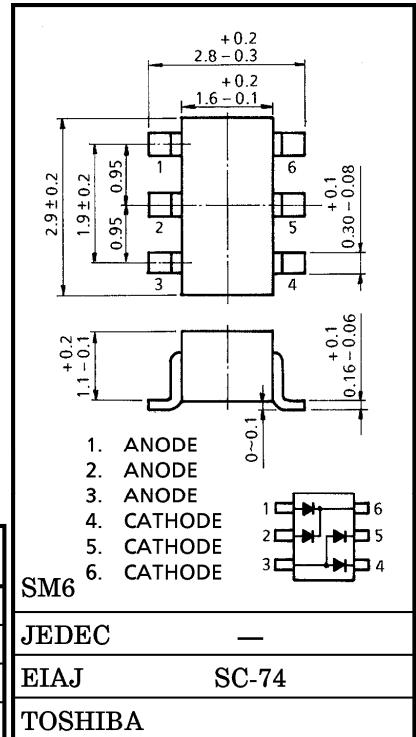 +0.2
2.8 – 0.3
+0.2
1.6 – 0.1
2.9 ± 0.2
1.9 ± 0.2
0.95
0.95
1
6
2
5
3
4
+0.1
0.30 – 0.08
+0.2
1.1 – 0.1
+0.1
0.16 – 0.06
0~0.1
1. ANODE
2. ANODE
3. ANODE
4. CATHODE
5. CATHODE
6. CATHODE
1
6
2
5
3
4
SM6
JEDEC —
EIAJ SC-74
TOSHIBA